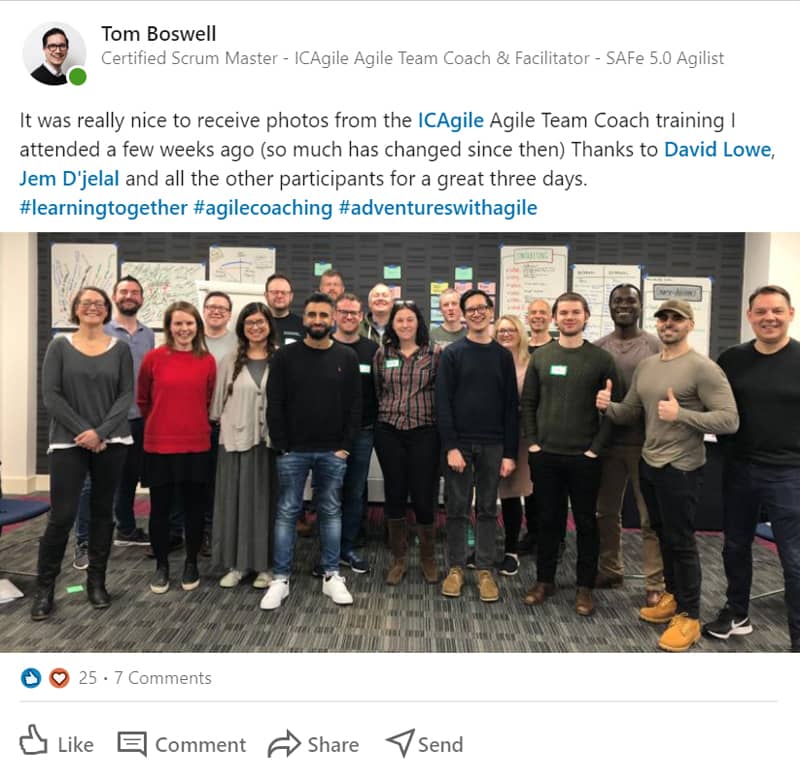 Tom Boswell
Certified Scrum Master - ICAgile Agile Team Coach & Facilitator - SAFe 5.0 Agilist
It was really nice to receive photos from the ICAgile Agile Team Coach training I
attended a few weeks ago (so much has changed since then) Thanks to David Lowe,
Jem D'jelal and all the other participants for a great three days.
#learningtogether #agilecoaching #adventureswithagile
25 · 7 Comments
Like Comment Share Send